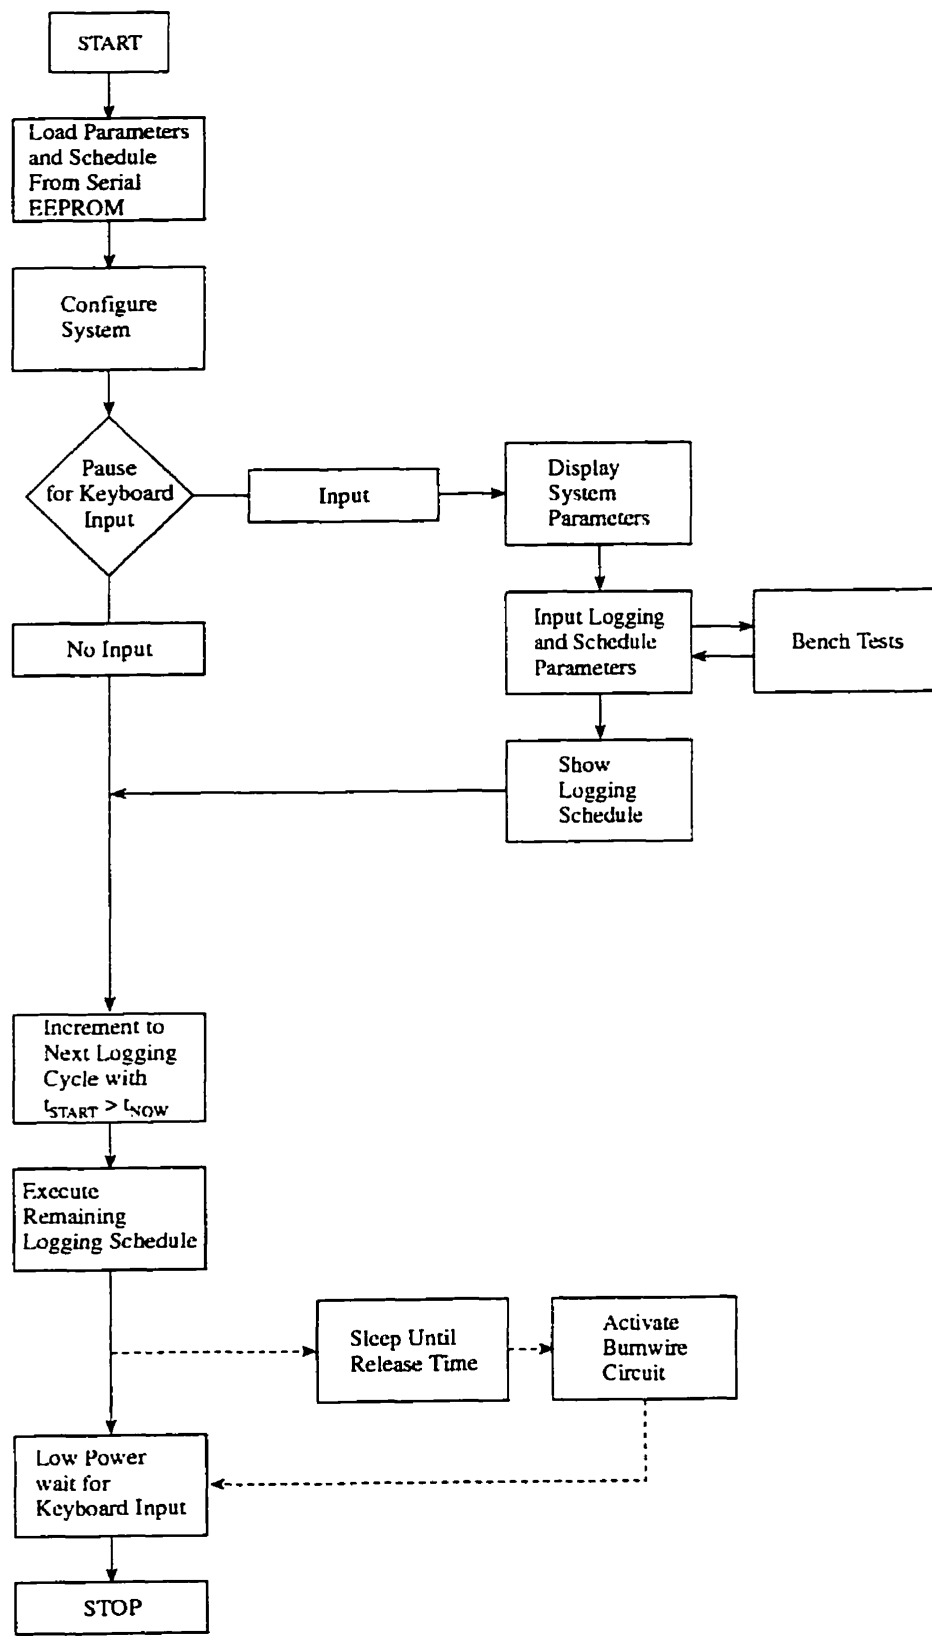 START
Load Parameters
and Schedule
From Serial
EEPROM
Configure
System
Pause
for Keyboard
Input
Input
Display
System
Parameters
No Input
Input Logging
and Schedule
Parameters
Bench Tests
Show
Logging
Schedule
Increment to
Next Logging
Cycle with
tSTART > tNOW
Execute
Remaining
Logging Schedule
Sleep Until
Release Time
Activate
Burnwire
Circuit
Low Power
wait for
Keyboard Input
STOP